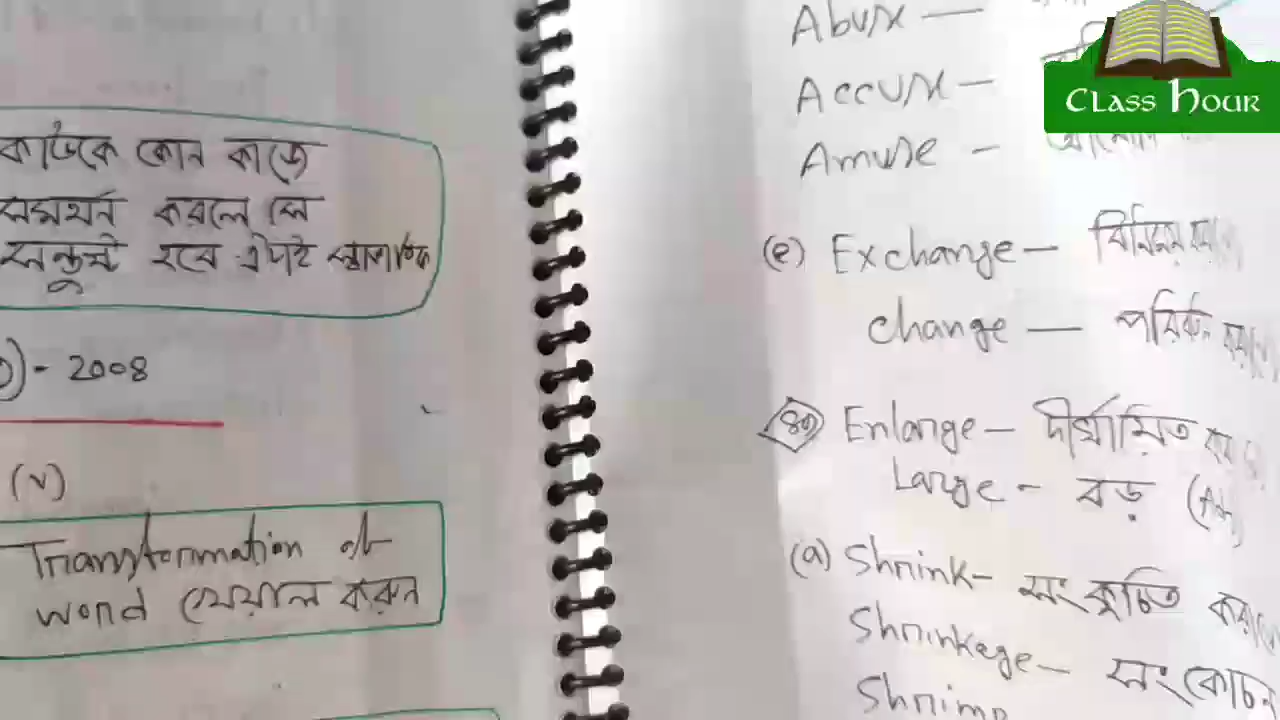 কাউকে কোন কাজে
সমর্থন করলে সে
সন্তুষ্ট হবে এটাই স্বাভাবিক
- 2008
(v)
Transformation of
word খেয়াল করুন
Abuse —
Accuse —
Amuse —
(e) Exchange — বিনিময়
change — পরিবর্তন
Enlarge — দীর্ঘায়িত
Large - বড়
(a) Shrink - সংকুচিত
Shrinkage — সংকোচন
Shrimp
CLASS HOUR